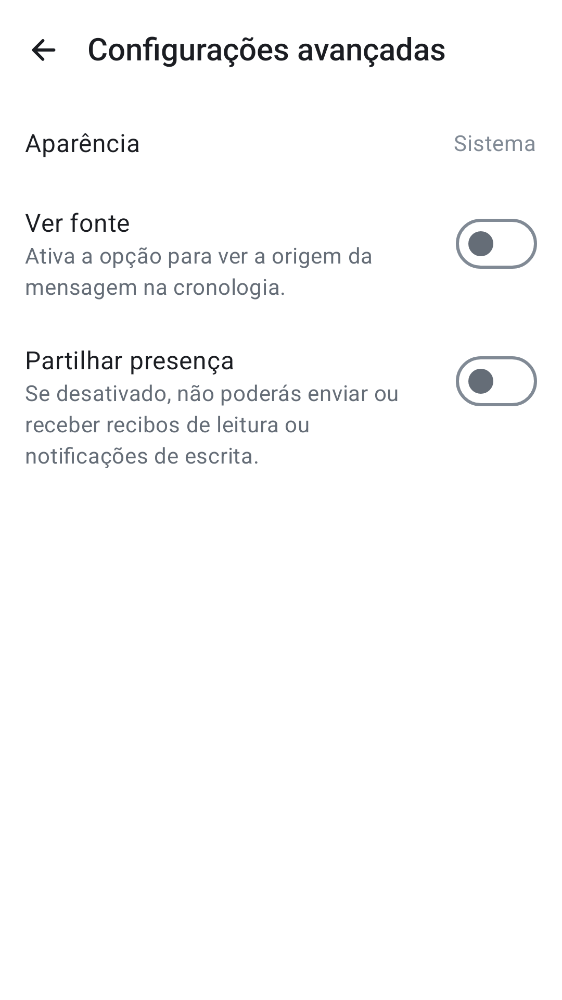 Configurações avançadas
Aparência
Sistema
Ver fonte
Ativa a opção para ver a origem da
mensagem na cronologia.
Partilhar presença
Se desativado, não poderás enviar ou
receber recibos de leitura ou
notificações de escrita.